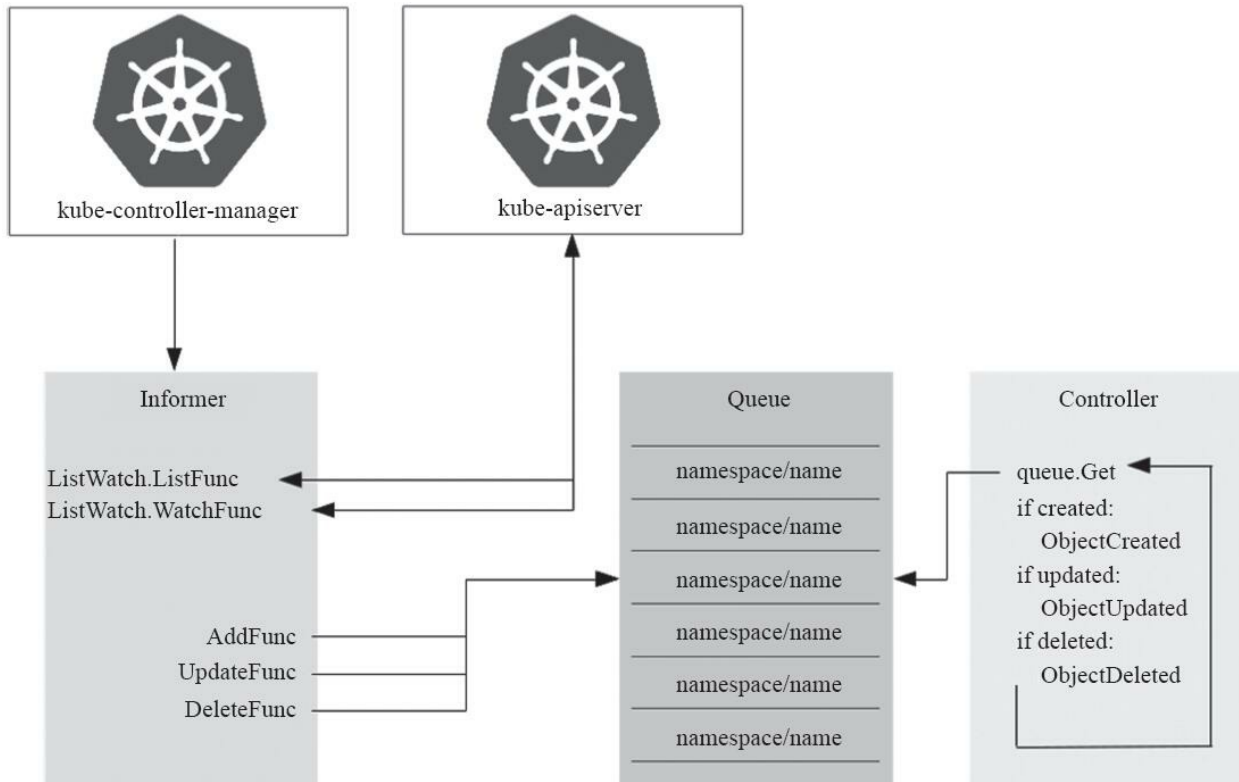 kube-controller-manager
kube-apiserver
Informer
ListWatch.ListFunc
ListWatch.WatchFunc
AddFunc
UpdateFunc
DeleteFunc
Queue
namespace/name
namespace/name
namespace/name
namespace/name
namespace/name
namespace/name
Controller
queue.Get
if created:
ObjectCreated
if updated:
ObjectUpdated
if deleted:
ObjectDeleted